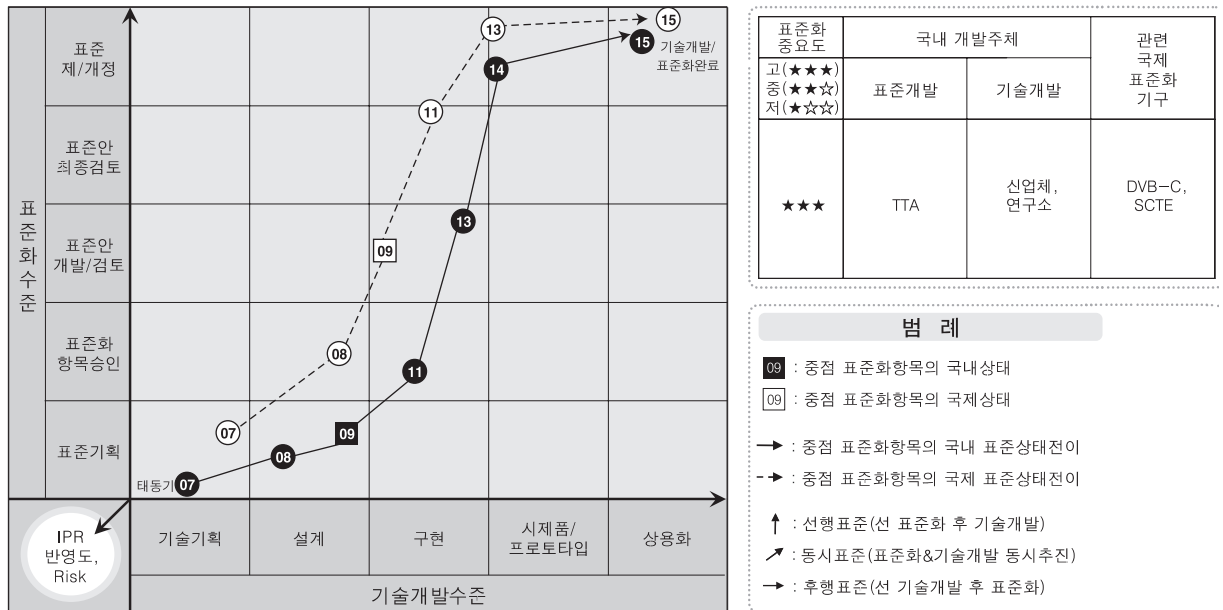 표준화수준
표준
제/개정
표준안
최종검토
표준안
개발/검토
표준화
항목승인
표준기획
태동기
07
08
09
11
13
14
15
07
08
09
11
13
15
기술개발/
표준화완료
IPR
반영도,
Risk
기술기획
설계
구현
시제품/
프로토타입
상용화
기술개발수준
표준화
중요도
국내 개발주체
관련
국제
표준화
기구
고(★★★)
중(★★☆)
저(★☆☆)
표준개발
기술개발
★★★
TTA
신업체,
연구소
DVB-C,
SCTE
범 례
09 : 중점 표준화항목의 국내상태
09 : 중점 표준화항목의 국제상태
→ : 중점 표준화항목의 국내 표준상태전이
⇢ : 중점 표준화항목의 국제 표준상태전이
↑ : 선행표준(선 표준화 후 기술개발)
↗ : 동시표준(표준화&기술개발 동시추진)
→ : 후행표준(선 기술개발 후 표준화)